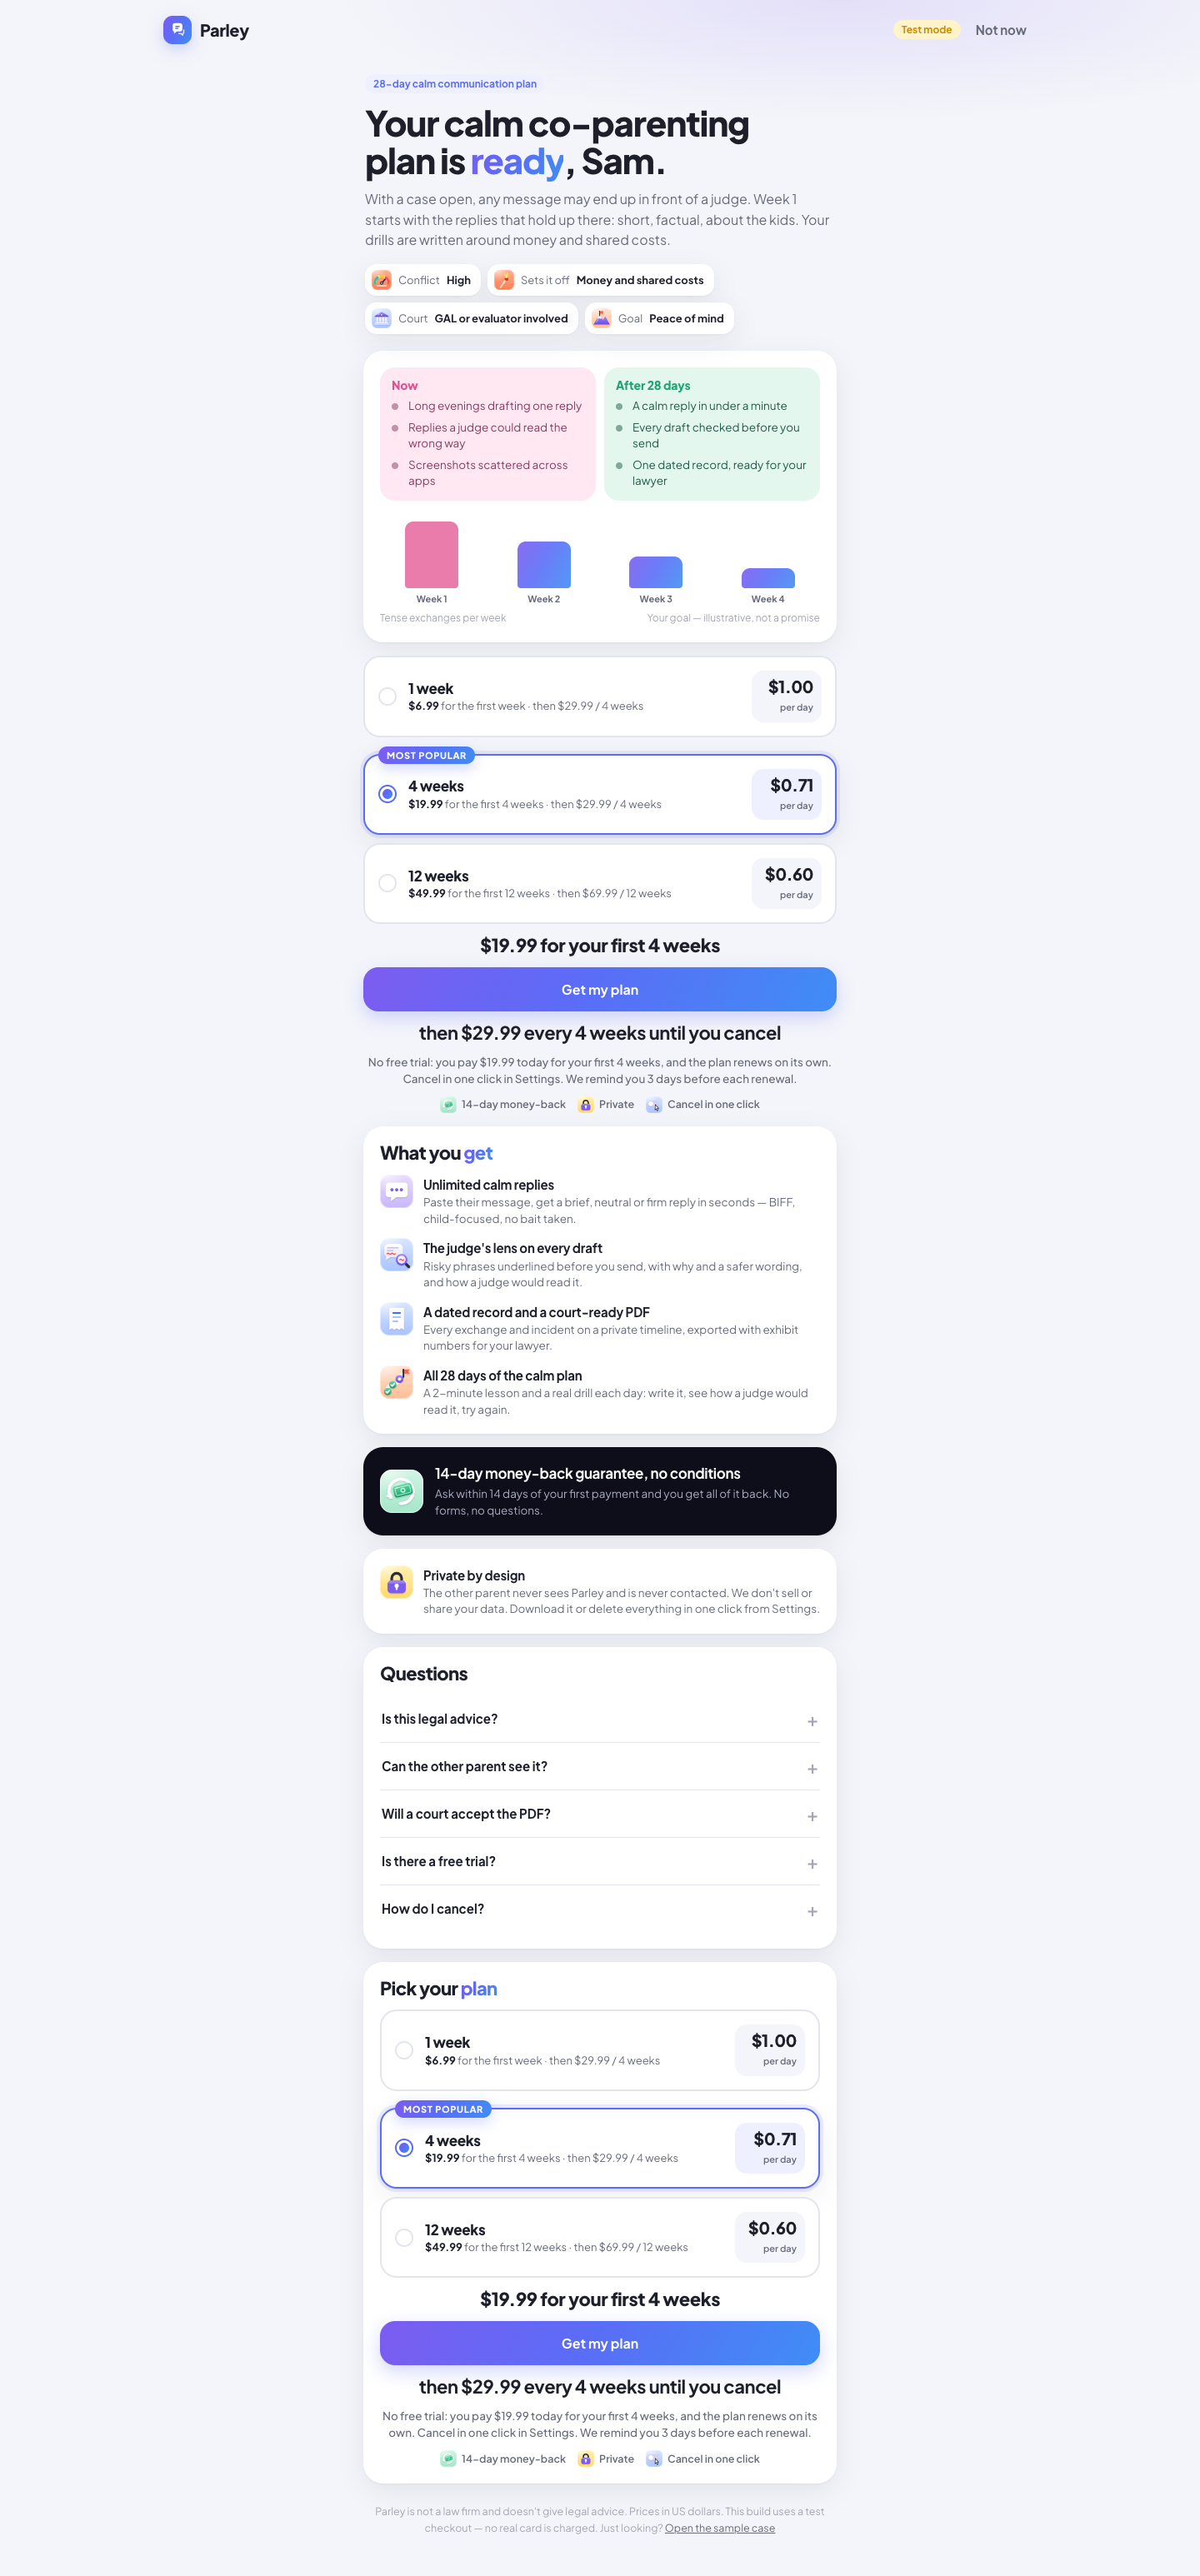 Parley
Test mode
Not now
28-day calm communication plan
Your calm co-parenting
plan is ready, Sam.
With a case open, any message may end up in front of a judge. Week 1
starts with the replies that hold up there: short, factual, about the kids. Your
drills are written around money and shared costs.
Conflict High
Sets it off Money and shared costs
Court GAL or evaluator involved
Goal Peace of mind
Now
Long evenings drafting one reply
Replies a judge could read the
wrong way
Screenshots scattered across
apps
After 28 days
A calm reply in under a minute
Every draft checked before you
send
One dated record, ready for your
lawyer
Week 1
Week 2
Week 3
Week 4
Tense exchanges per week
Your goal — illustrative, not a promise
1 week
$6.99 for the first week · then $29.99 / 4 weeks
$1.00
per day
MOST POPULAR
4 weeks
$19.99 for the first 4 weeks · then $29.99 / 4 weeks
$0.71
per day
12 weeks
$49.99 for the first 12 weeks · then $69.99 / 12 weeks
$0.60
per day
$19.99 for your first 4 weeks
Get my plan
then $29.99 every 4 weeks until you cancel
No free trial: you pay $19.99 today for your first 4 weeks, and the plan renews on its own.
Cancel in one click in Settings. We remind you 3 days before each renewal.
14-day money-back
Private
Cancel in one click
What you get
Unlimited calm replies
Paste their message, get a brief, neutral or firm reply in seconds — BIFF,
child-focused, no bait taken.
The judge's lens on every draft
Risky phrases underlined before you send, with why and a safer wording,
and how a judge would read it.
A dated record and a court-ready PDF
Every exchange and incident on a private timeline, exported with exhibit
numbers for your lawyer.
All 28 days of the calm plan
A 2-minute lesson and a real drill each day: write it, see how a judge would
read it, try again.
14-day money-back guarantee, no conditions
Ask within 14 days of your first payment and you get all of it back. No
forms, no questions.
Private by design
The other parent never sees Parley and is never contacted. We don't sell or
share your data. Download it or delete everything in one click from Settings.
Questions
Is this legal advice?
Can the other parent see it?
Will a court accept the PDF?
Is there a free trial?
How do I cancel?
Pick your plan
1 week
$6.99 for the first week · then $29.99 / 4 weeks
$1.00
per day
MOST POPULAR
4 weeks
$19.99 for the first 4 weeks · then $29.99 / 4 weeks
$0.71
per day
12 weeks
$49.99 for the first 12 weeks · then $69.99 / 12 weeks
$0.60
per day
$19.99 for your first 4 weeks
Get my plan
then $29.99 every 4 weeks until you cancel
No free trial: you pay $19.99 today for your first 4 weeks, and the plan renews on its
own. Cancel in one click in Settings. We remind you 3 days before each renewal.
14-day money-back
Private
Cancel in one click
Parley is not a law firm and doesn't give legal advice. Prices in US dollars. This build uses a test
checkout — no real card is charged. Just looking? Open the sample case